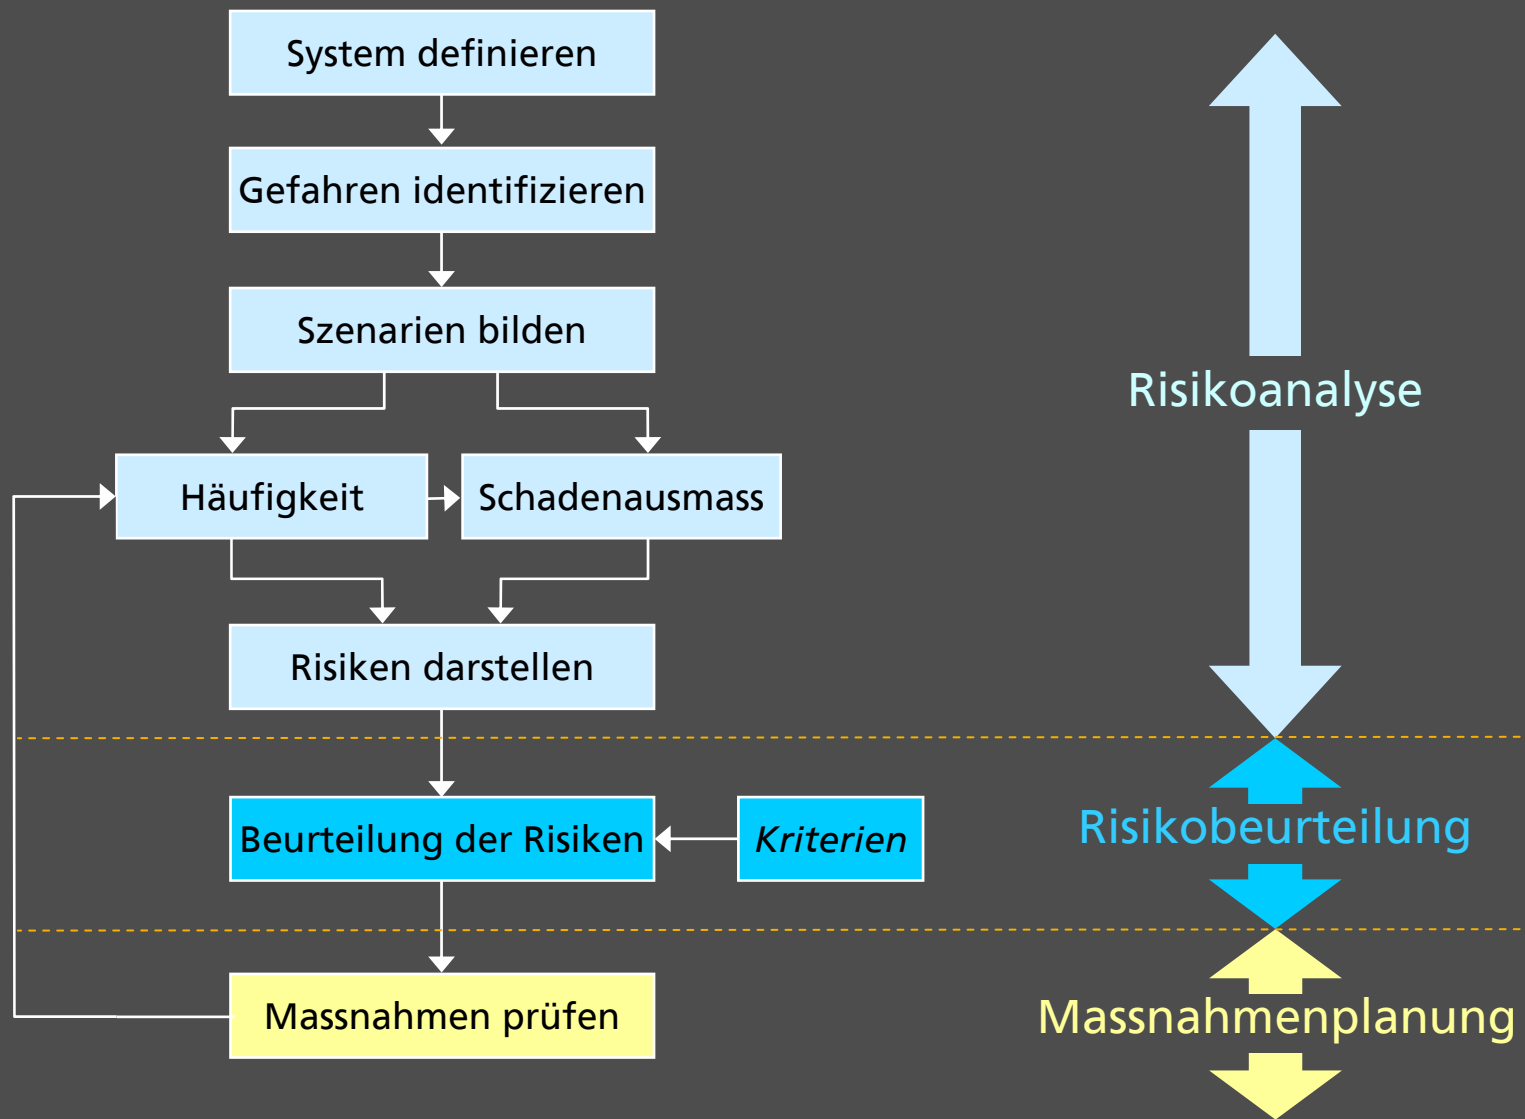 System definieren
Gefahren identifizieren
Szenarien bilden
Risikoanalyse
Häufigkeit
Schadenausmass
Risiken darstellen
Beurteilung der Risiken
Kriterien
Risikobeurteilung
Massnahmen prüfen
Massnahmenplanung